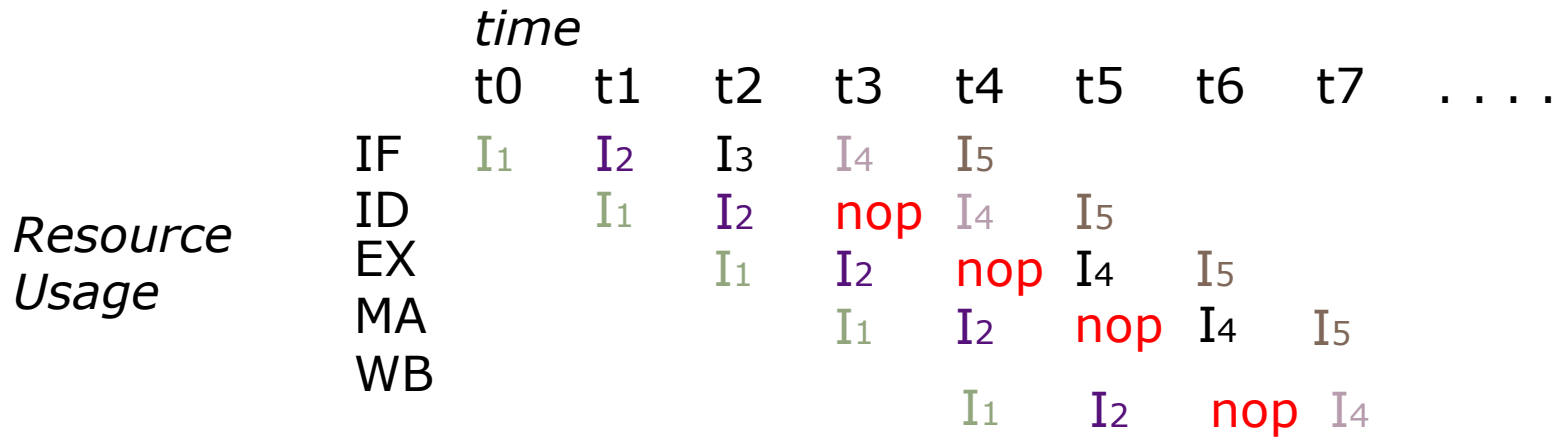 time
t0 t1 t2 t3 t4 t5 t6 t7 . . . .
IF I1 I2 I3 I4 I5
ID I1 I2 nop I4 I5
Resource
EX I1 I2 nop I4 I5
Usage
MA I1 I2 nop I4 I5
WB
I1 I2 nop I4